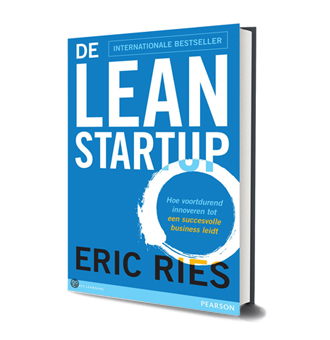 DE
INTERNATIONALE BESTSELLER
LEAN
STARTUP
Hoe voortdurend
innoveren tot
een succesvolle
business leidt
ERIC RIES
PEARSON